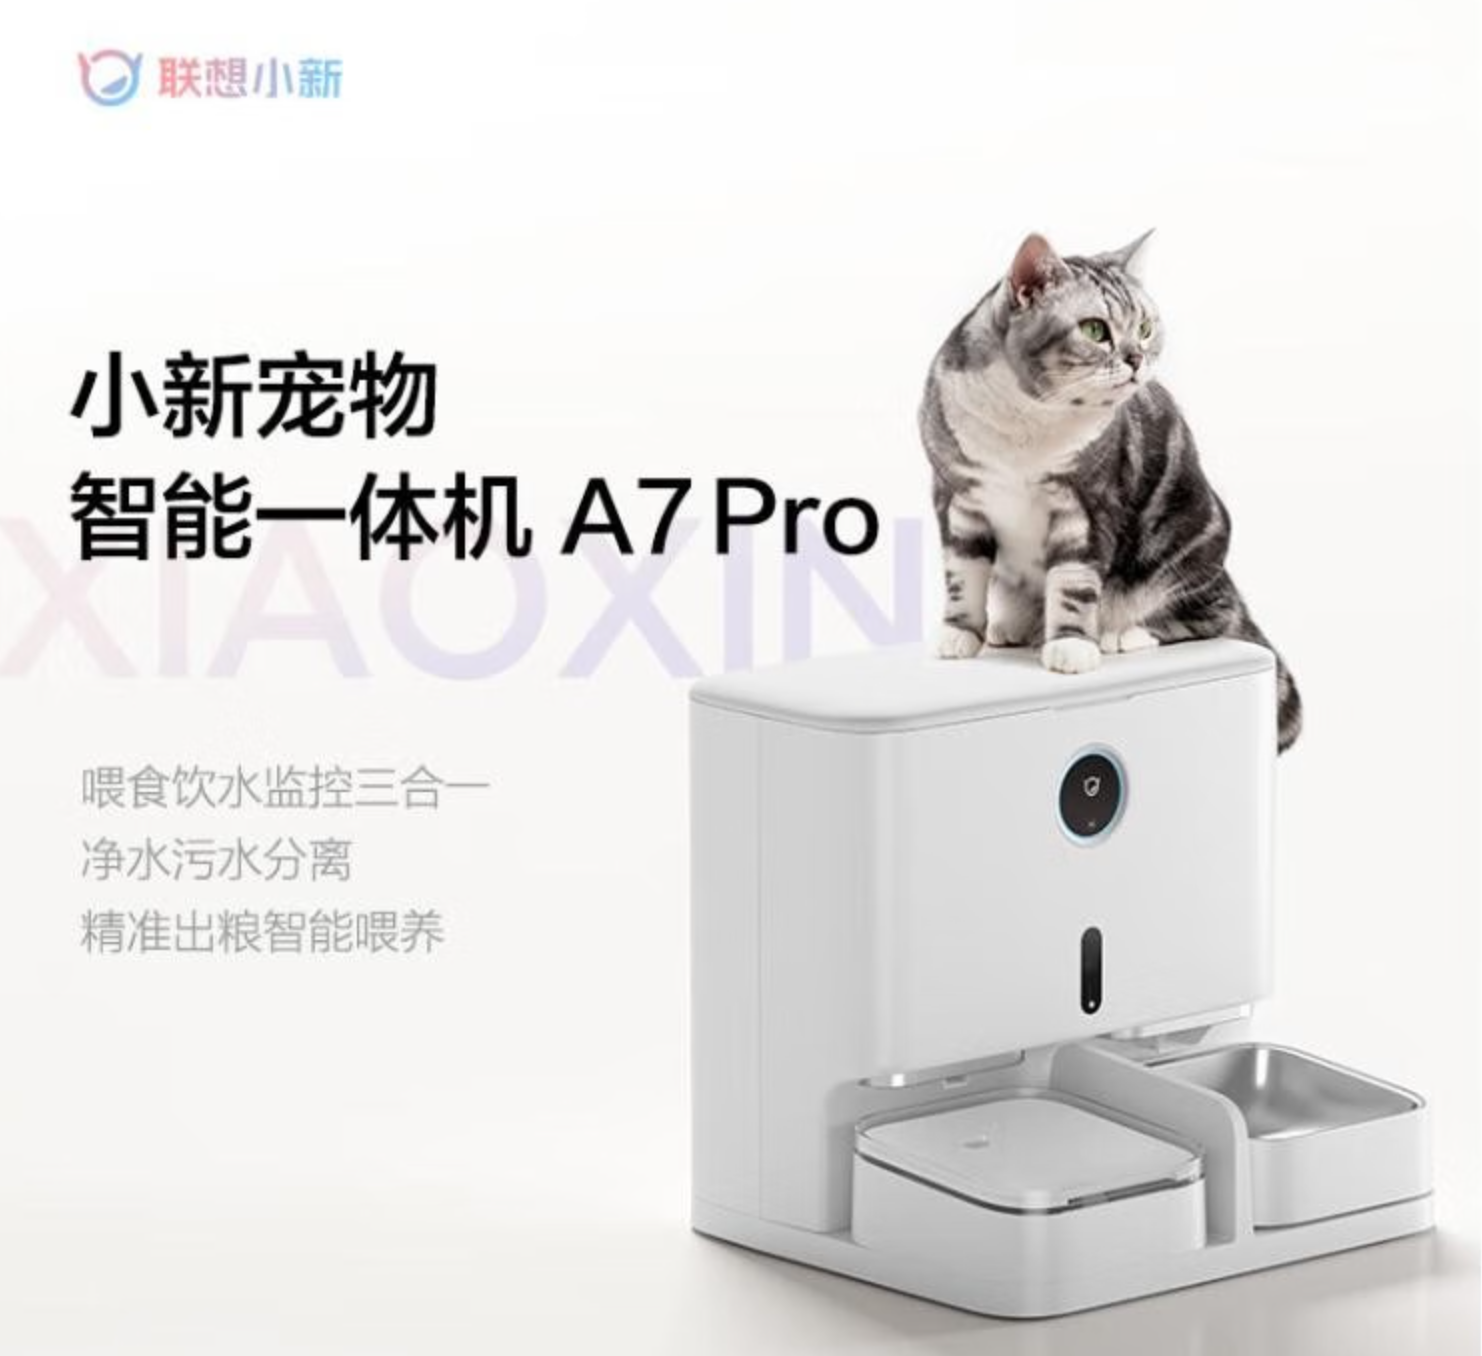 联想小新
小新宠物
智能一体机 A7 Pro
XIAOXIN
喂食饮水监控三合一
净水污水分离
精准出粮智能喂养